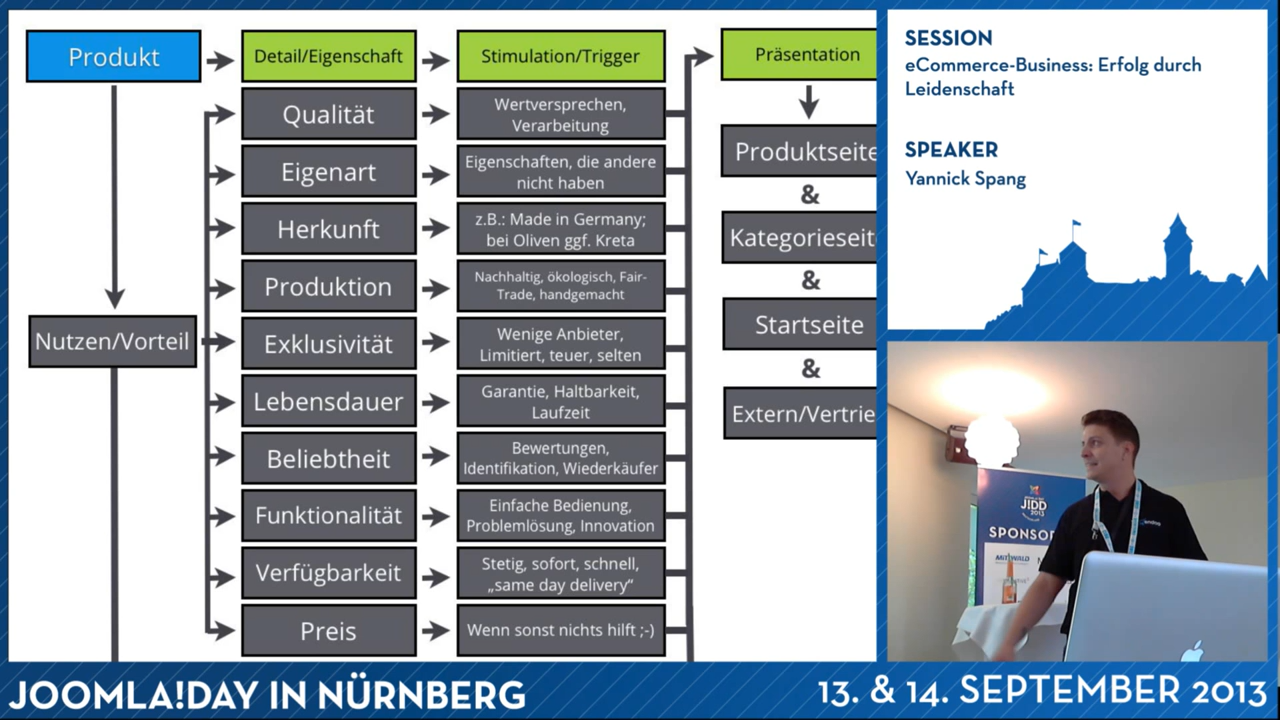 Produkt
Detail/Eigenschaft
Stimulation/Trigger
Präsentation
Qualität
Wertversprechen,
Verarbeitung
Eigenart
Eigenschaften, die andere
nicht haben
Herkunft
z.B.: Made in Germany;
bei Oliven ggf. Kreta
Produktion
Nachhaltig, ökologisch, Fair-
Trade, handgemacht
Nutzen/Vorteil
Exklusivität
Wenige Anbieter,
Limitiert, teuer, selten
Lebensdauer
Garantie, Haltbarkeit,
Laufzeit
Beliebtheit
Bewertungen,
Identifikation, Wiederkäufer
Funktionalität
Einfache Bedienung,
Problemlösung, Innovation
Verfügbarkeit
Stetig, sofort, schnell,
„same day delivery“
Preis
Wenn sonst nichts hilft ;-)
Produktseite
&
Kategorieseit
&
Startseite
&
Extern/Vertrie
SESSION
eCommerce-Business: Erfolg durch
Leidenschaft
SPEAKER
Yannick Spang
J!DD
2013
SPONSOR
MITTWALD
JOOMLA!DAY IN NÜRNBERG
13. & 14. SEPTEMBER 2013